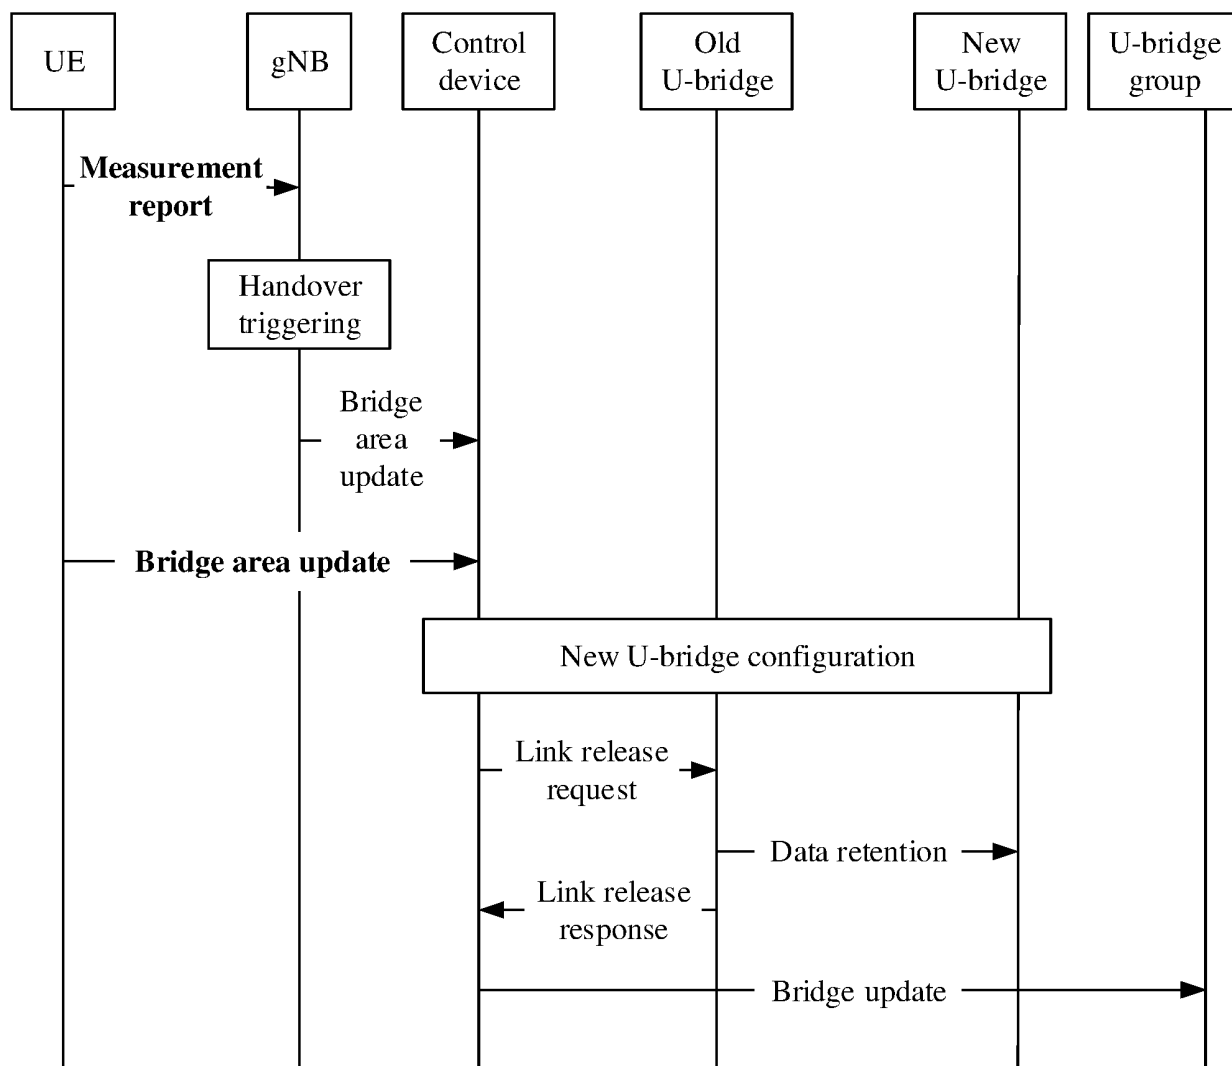 UE
gNB
Control
device
Old
U-bridge
New
U-bridge
U-bridge
group
Measurement
report
Handover
triggering
Bridge
area
update
Bridge area update
New U-bridge configuration
Link release
request
Data retention
Link release
response
Bridge update